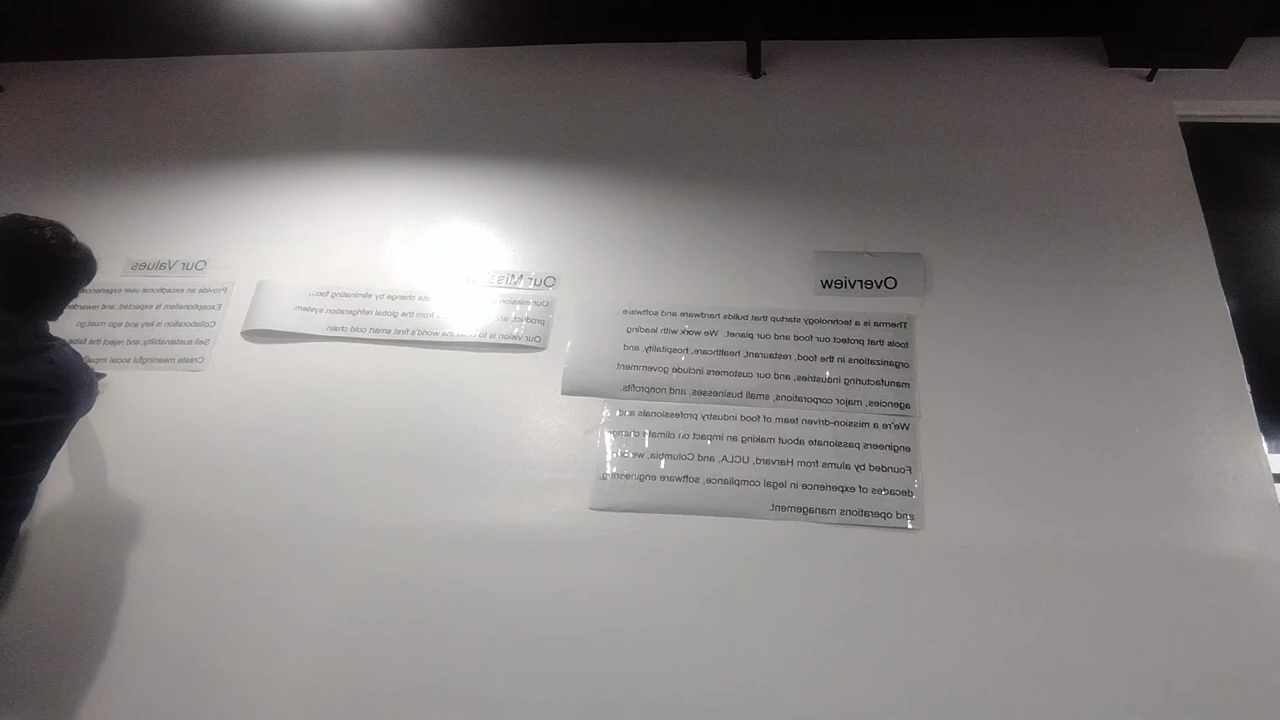 Overview
Therma is a technology startup that builds hardware and software
tools that protect our food and our planet. We work with leading
organizations in the food, restaurant, healthcare, hospitality, and
manufacturing industries, and our customers include government
agencies, major corporations, small businesses, and nonprofits.
We're a mission-driven team of food industry professionals and
engineers passionate about making an impact on climate change
Founded by alums from Harvard, UCLA, and Columbia, we
decades of experience in legal compliance, software engineering,
and operations management.
Our Mission
Our mission change by eliminating
product, and from the global refrigeration system
Our Vision is to the world's first smart cold chain.
Our Values
Provide an exceptional user experience
Exceptionalism is expected, and rewarded
Collaboration is key and ego must go
Sell sustainability, and reject the false
Create meaningful social impact